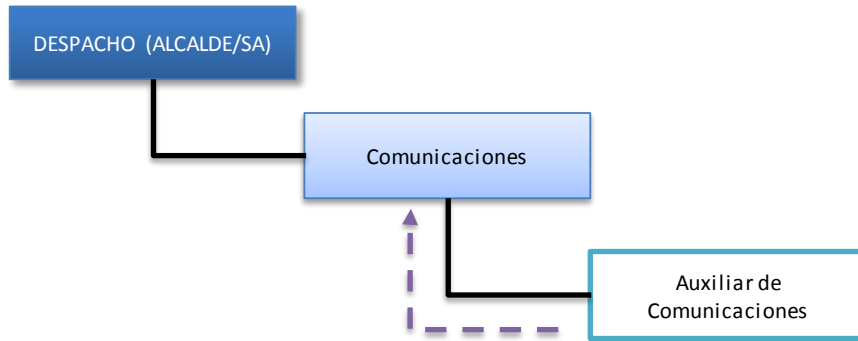 DESPACHO (ALCALDE/SA)
Comunicaciones
Auxiliar de
Comunicaciones